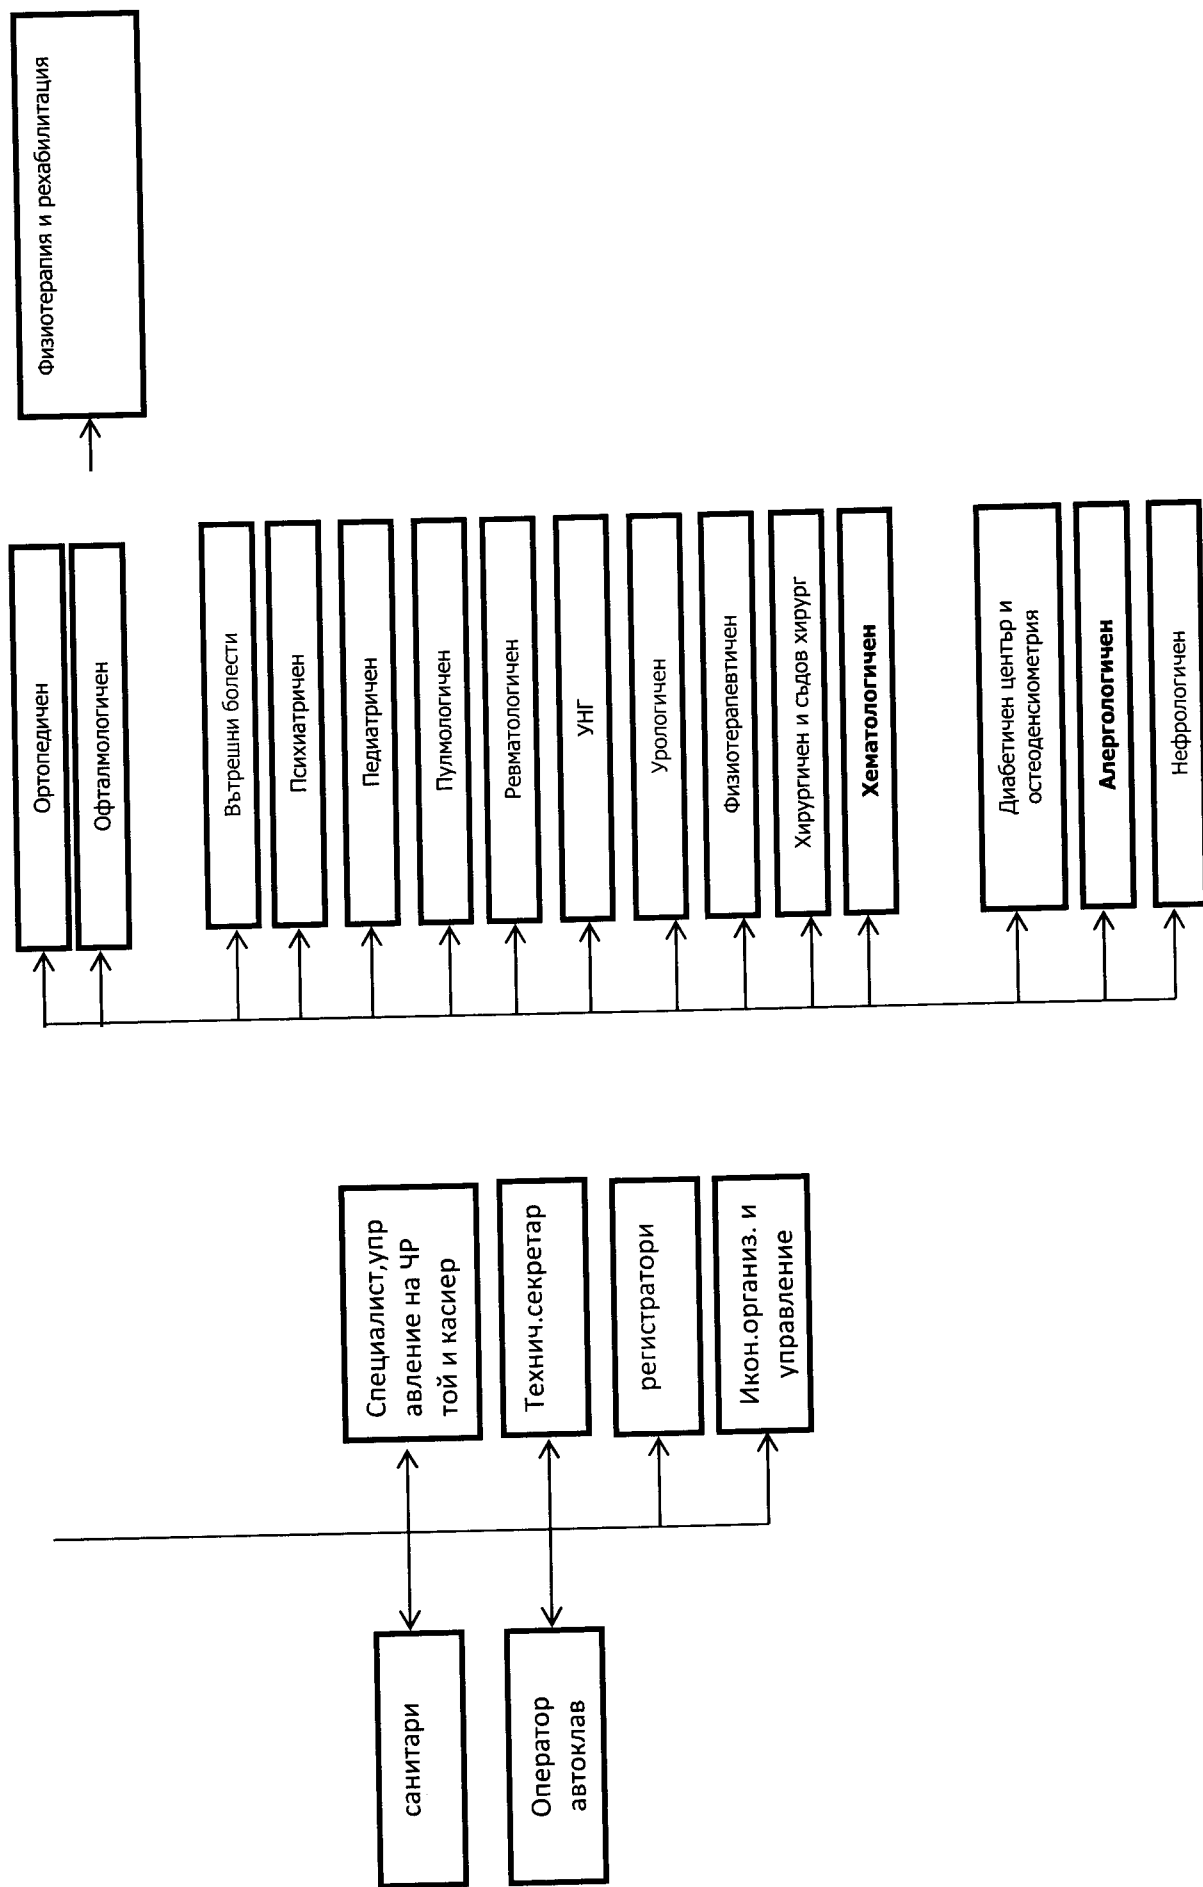 санитари
Оператор
автоклав
Специалист,упр
авление на ЧР
той и касиер
Технич.секретар
регистратори
Икон.организ. и
управление
Ортопедичен
Офталмологичен
Вътрешни болести
Психиатричен
Педиатричен
Пулмологичен
Ревматологичен
УНГ
Урологичен
Физиотерапевтичен
Хирургичен и съдов хирург
Хематологичен
Диабетичен център и
остеоденсиометрия
Алергологичен
Нефрологичен
Физиотерапия и рехабилитация